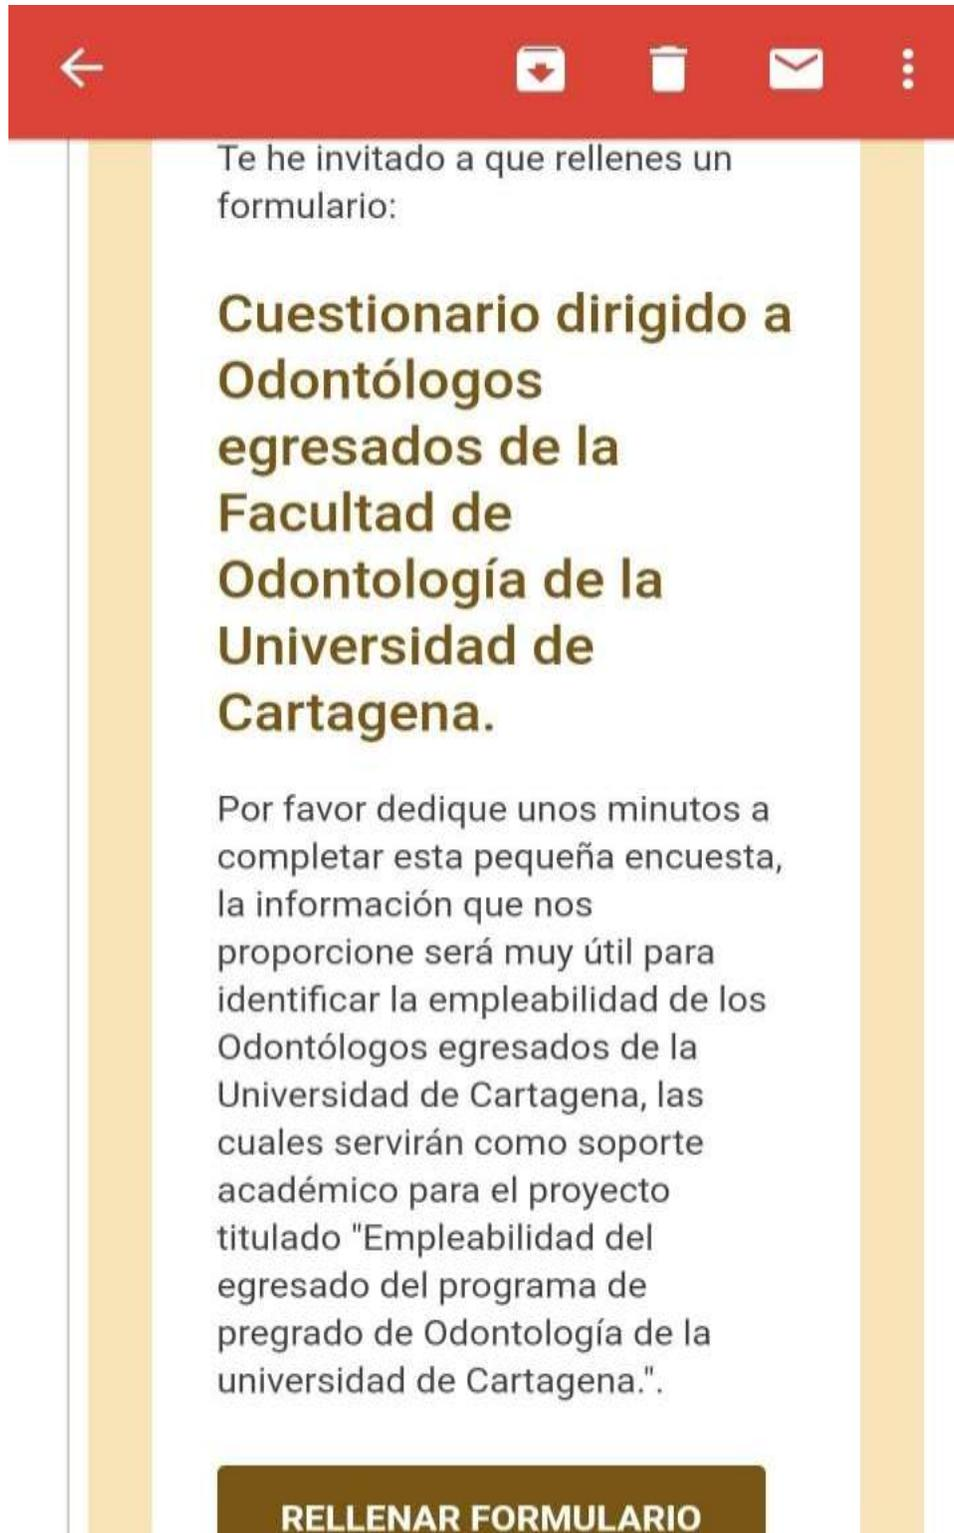 Te he invitado a que rellenes un
formulario:
Cuestionario dirigido a
Odontólogos
egresados de la
Facultad de
Odontología de la
Universidad de
Cartagena.
Por favor dedique unos minutos a
completar esta pequeña encuesta,
la información que nos
proporcione será muy útil para
identificar la empleabilidad de los
Odontólogos egresados de la
Universidad de Cartagena, las
cuales servirán como soporte
académico para el proyecto
titulado "Empleabilidad del
egresado del programa de
pregrado de Odontología de la
universidad de Cartagena.".
RELLENAR FORMULARIO